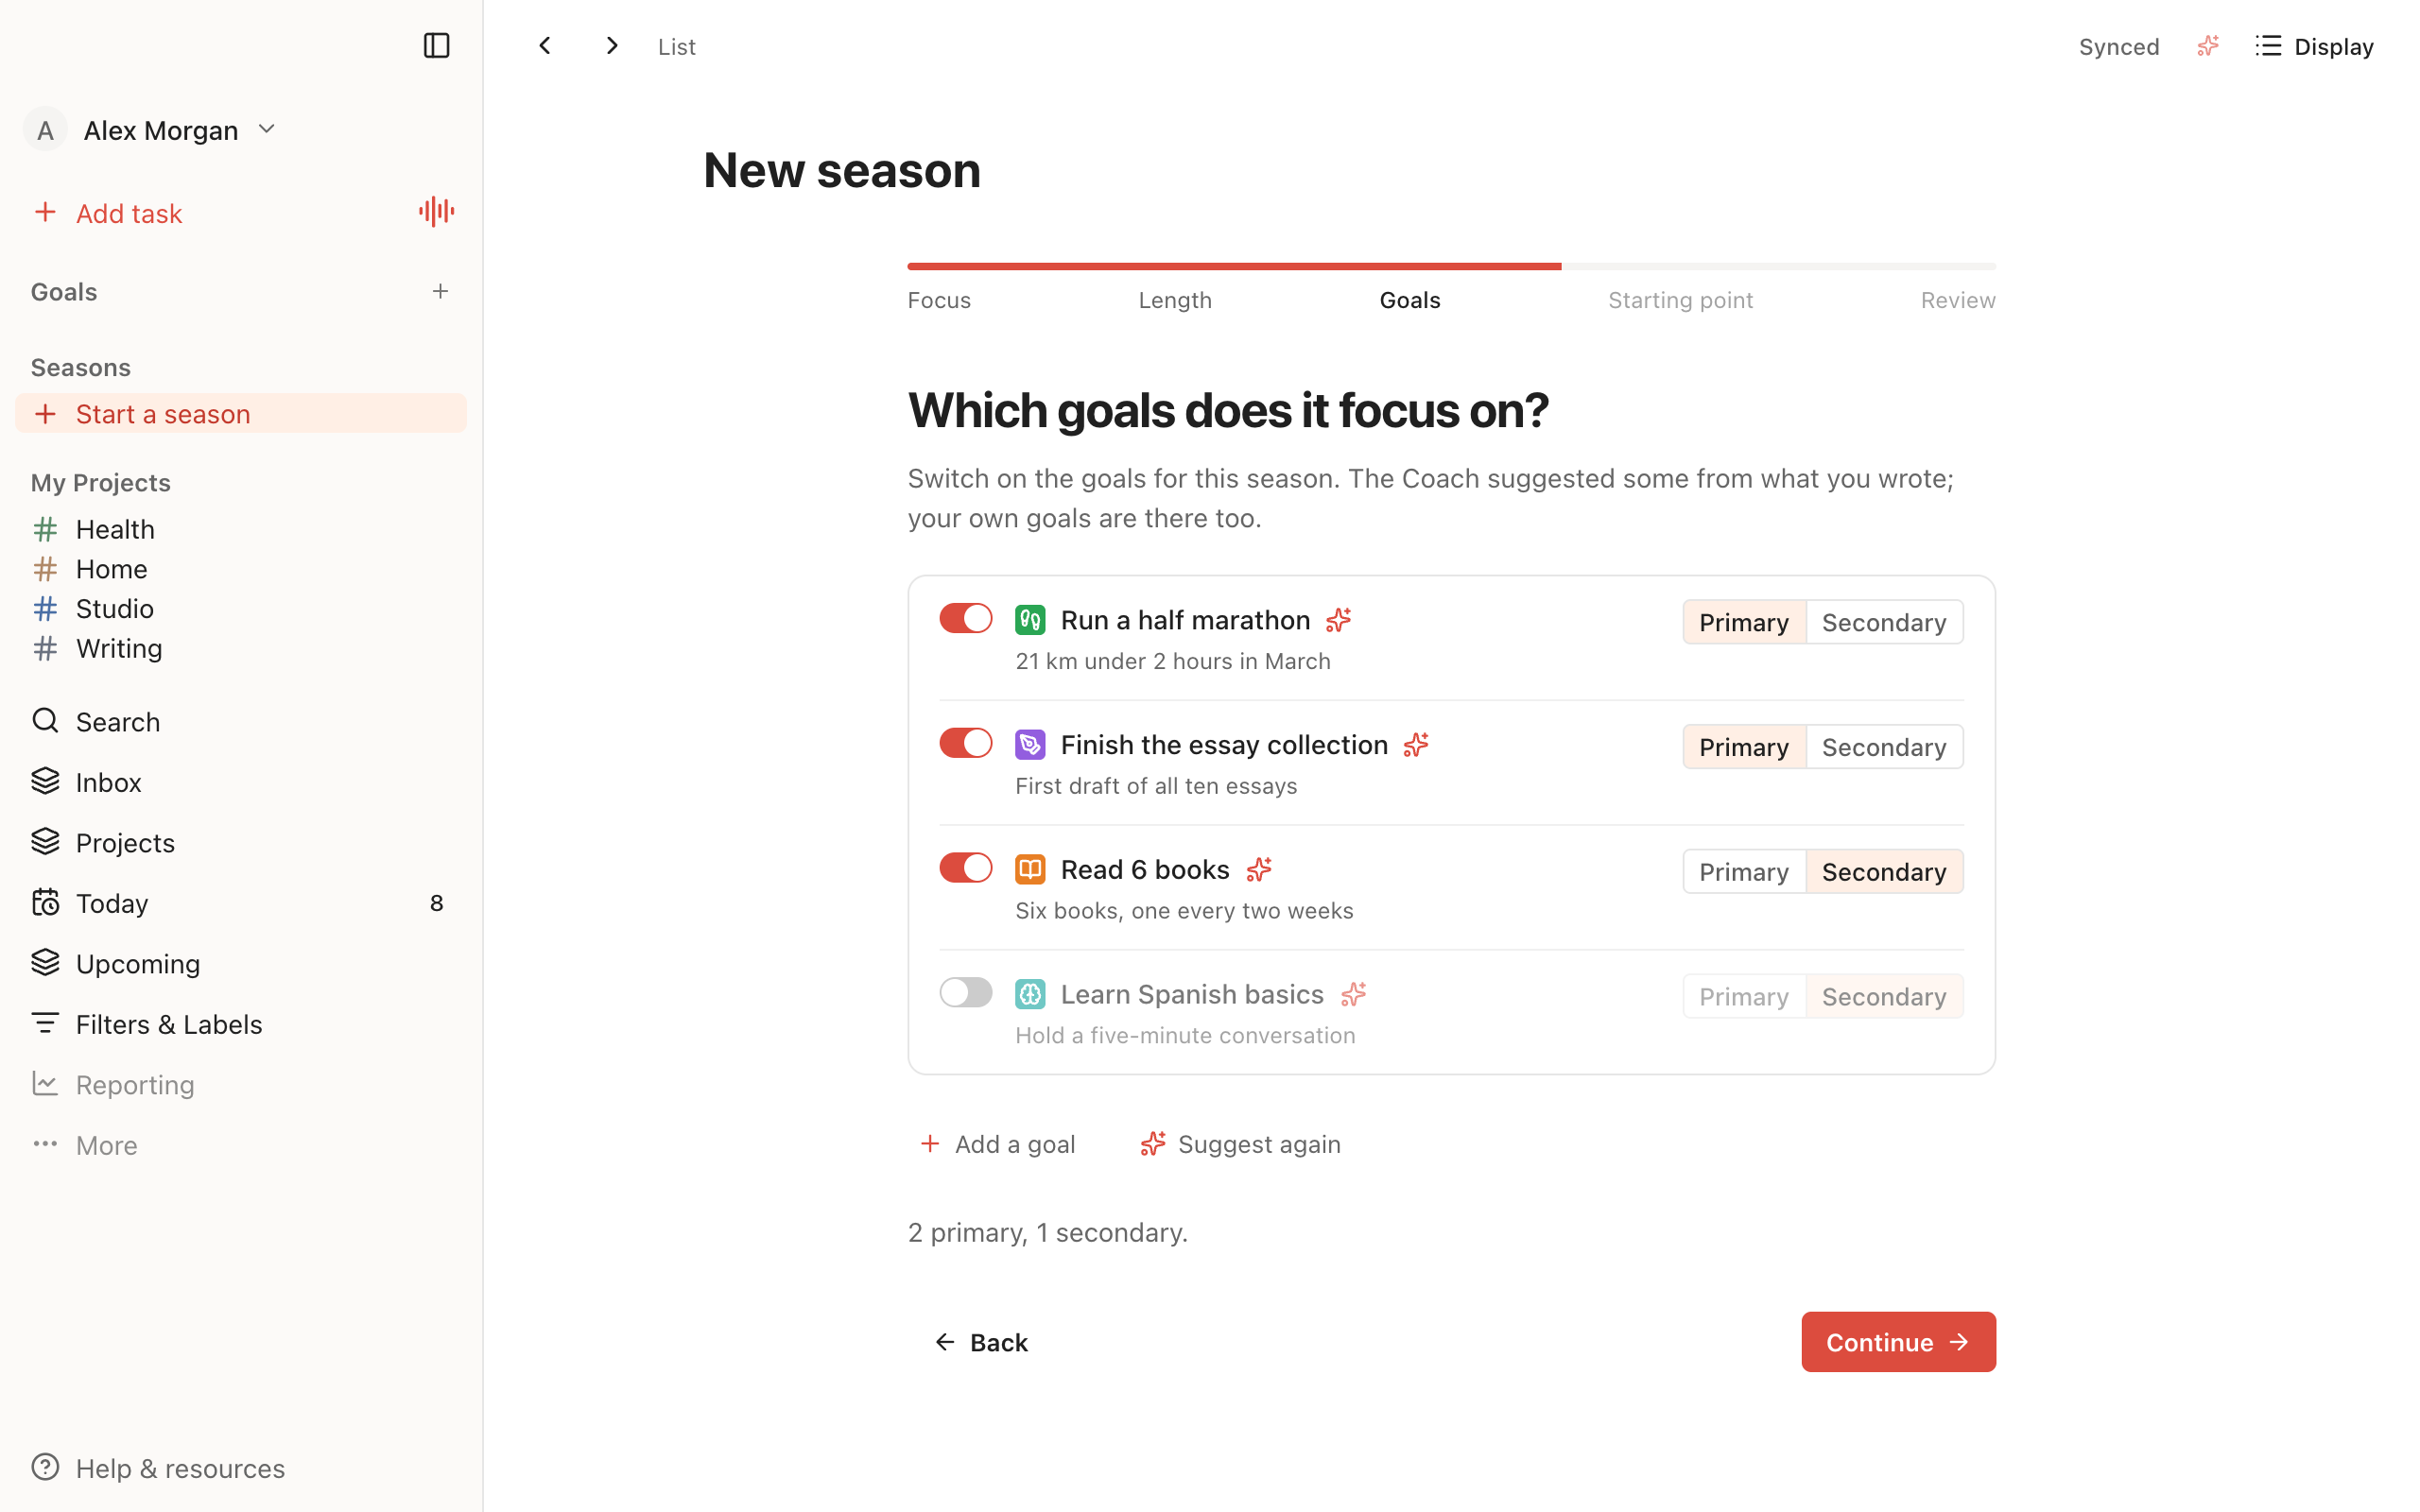 List
Synced
Display
A
Alex Morgan
Add task
Goals
Seasons
Start a season
My Projects
Health
Home
Studio
Writing
Search
Inbox
Projects
Today
8
Upcoming
Filters & Labels
Reporting
More
Help & resources
New season
Focus
Length
Goals
Starting point
Review
Which goals does it focus on?
Switch on the goals for this season. The Coach suggested some from what you wrote;
your own goals are there too.
Run a half marathon
Primary
Secondary
21 km under 2 hours in March
Finish the essay collection
Primary
Secondary
First draft of all ten essays
Read 6 books
Primary
Secondary
Six books, one every two weeks
Learn Spanish basics
Primary
Secondary
Hold a five-minute conversation
Add a goal
Suggest again
2 primary, 1 secondary.
Back
Continue